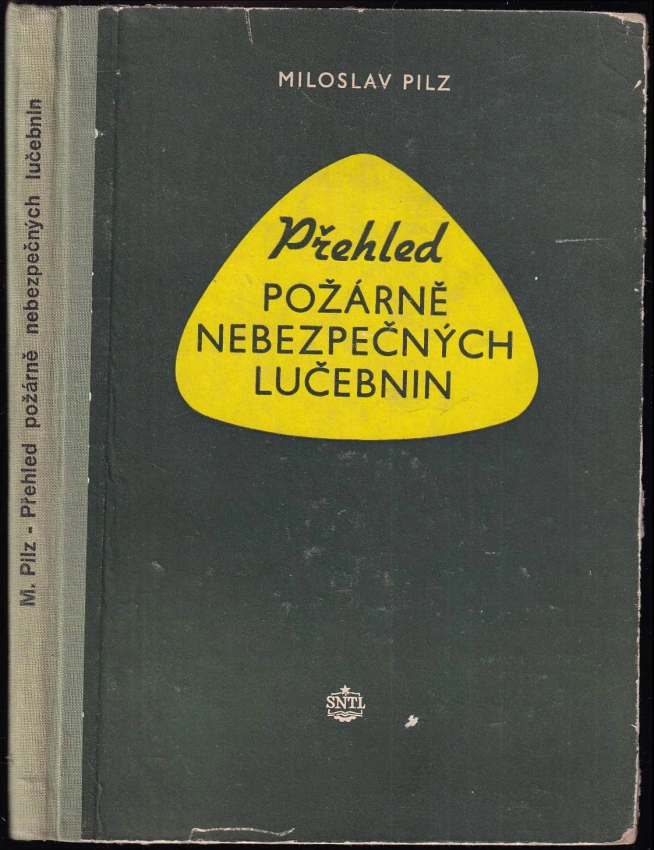 MILOSLAV PILZ
Přehled
POŽÁRNĚ
NEBEZPEČNÝCH
LUČEBNIN
SNTL
M. Pilz - Přehled požárně nebezpečných lučebnin